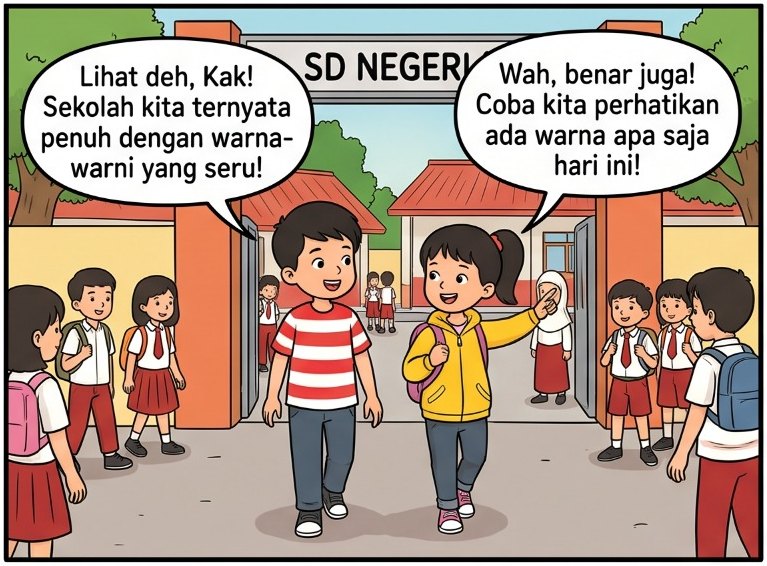 SD NEGERI
Lihat deh, Kak!
Sekolah kita ternyata
penuh dengan warna-
warni yang seru!
Wah, benar juga!
Coba kita perhatikan
ada warna apa saja
hari ini!